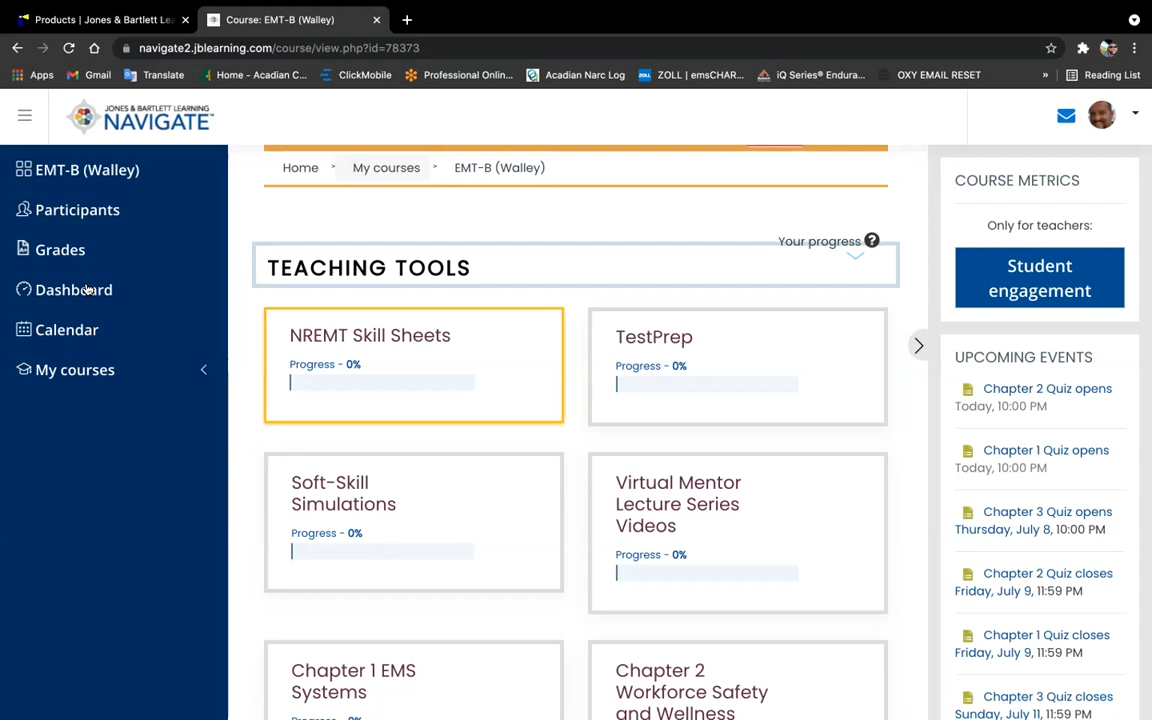 Products | Jones & Bartlett Le
Course: EMT-B (Walley)
navigate2.jblearning.com/course/view.php?id=78373
Apps
Gmail
Translate
Home - Acadian C...
ClickMobile
Professional Onlin...
Acadian Narc Log
ZOLL | emsCHAR...
iQ Series® Endura...
OXY EMAIL RESET
»
Reading List
JONES & BARTLETT LEARNING
NAVIGATE™
EMT-B (Walley)
Participants
Grades
Dashboard
Calendar
My courses
Home
My courses
EMT-B (Walley)
Your progress
TEACHING TOOLS
NREMT Skill Sheets
Progress - 0%
TestPrep
Progress - 0%
Soft-Skill
Simulations
Progress - 0%
Virtual Mentor
Lecture Series
Videos
Progress - 0%
Chapter 1 EMS
Systems
Chapter 2
Workforce Safety
and Wellness
COURSE METRICS
Only for teachers:
Student
engagement
UPCOMING EVENTS
Chapter 2 Quiz opens
Today, 10:00 PM
Chapter 1 Quiz opens
Today, 10:00 PM
Chapter 3 Quiz opens
Thursday, July 8, 10:00 PM
Chapter 2 Quiz closes
Friday, July 9, 11:59 PM
Chapter 1 Quiz closes
Friday, July 9, 11:59 PM
Chapter 3 Quiz closes
Sunday, July 11, 11:59 PM